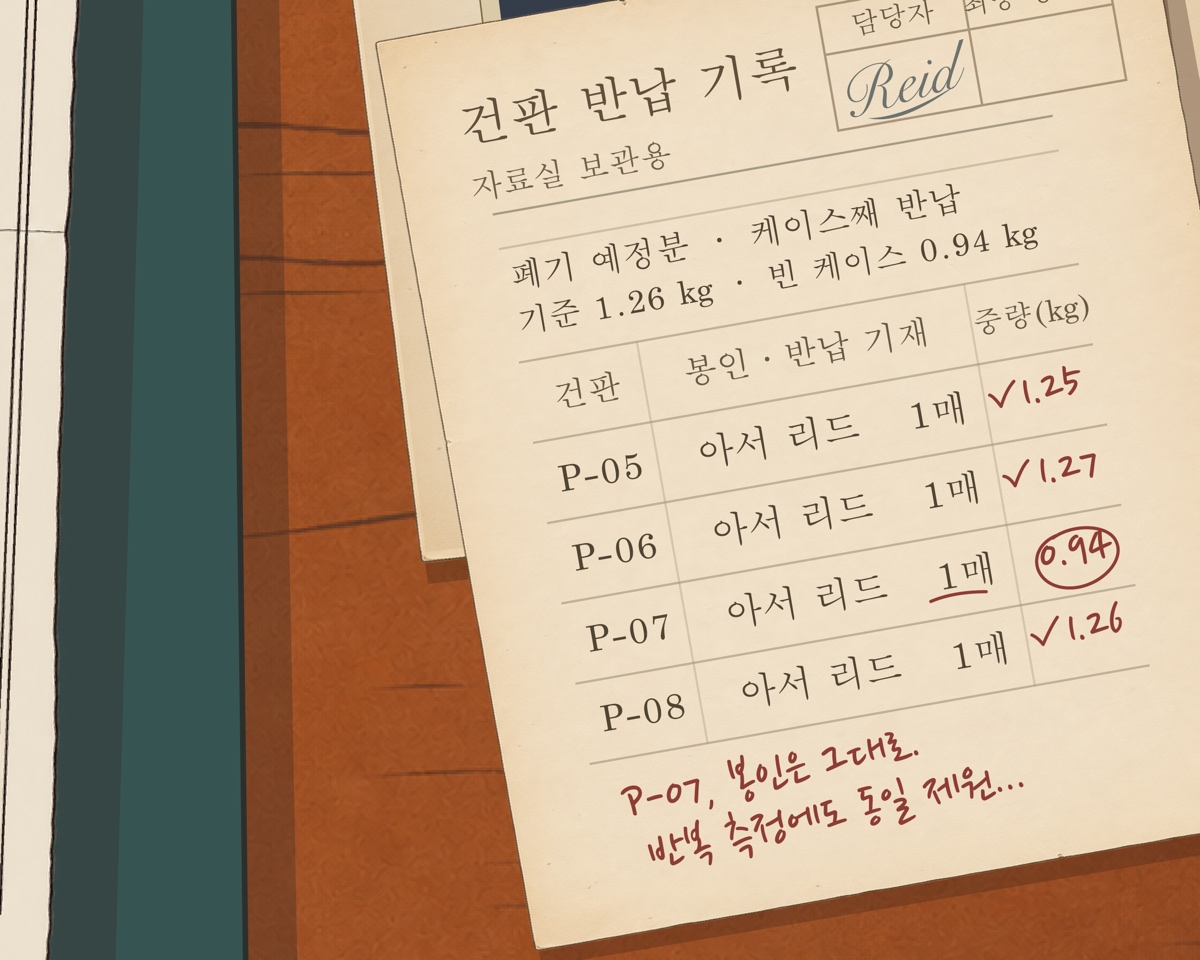 담당자
Reid
건판 반납 기록
자료실 보관용
폐기 예정분 · 케이스째 반납
기준 1.26 kg · 빈 케이스 0.94 kg
건판 봉인 · 반납 기재 중량(kg)
P-05 아서 리드 1매 ✓1.25
P-06 아서 리드 1매 ✓1.27
P-07 아서 리드 1매 0.94
P-08 아서 리드 1매 ✓1.26
P-07, 봉인은 그대로.
반복 측정에도 동일 제원...